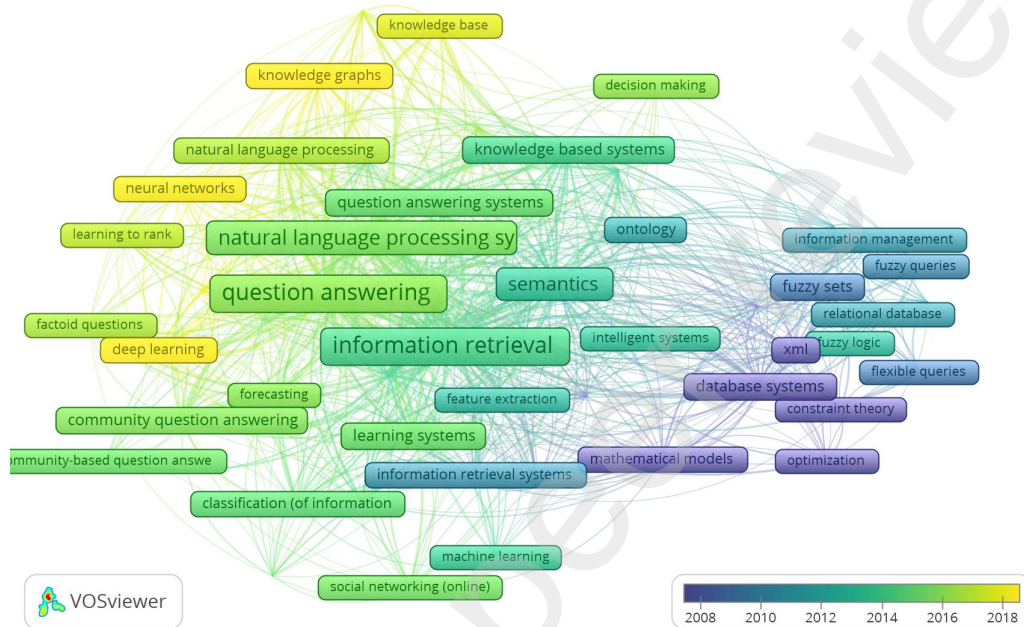 knowledge base
knowledge graphs
decision making
natural language processing
knowledge based systems
neural networks
question answering systems
learning to rank
natural language processing sy
ontology
information management
fuzzy queries
semantics
fuzzy sets
question answering
relational database
factoid questions
information retrieval
intelligent systems
fuzzy logic
deep learning
xml
flexible queries
database systems
forecasting
feature extraction
constraint theory
community question answering
learning systems
ommunity-based question answe
mathematical models
optimization
information retrieval systems
classification (of information
machine learning
social networking (online)
VOSviewer
2008 2010 2012 2014 2016 2018